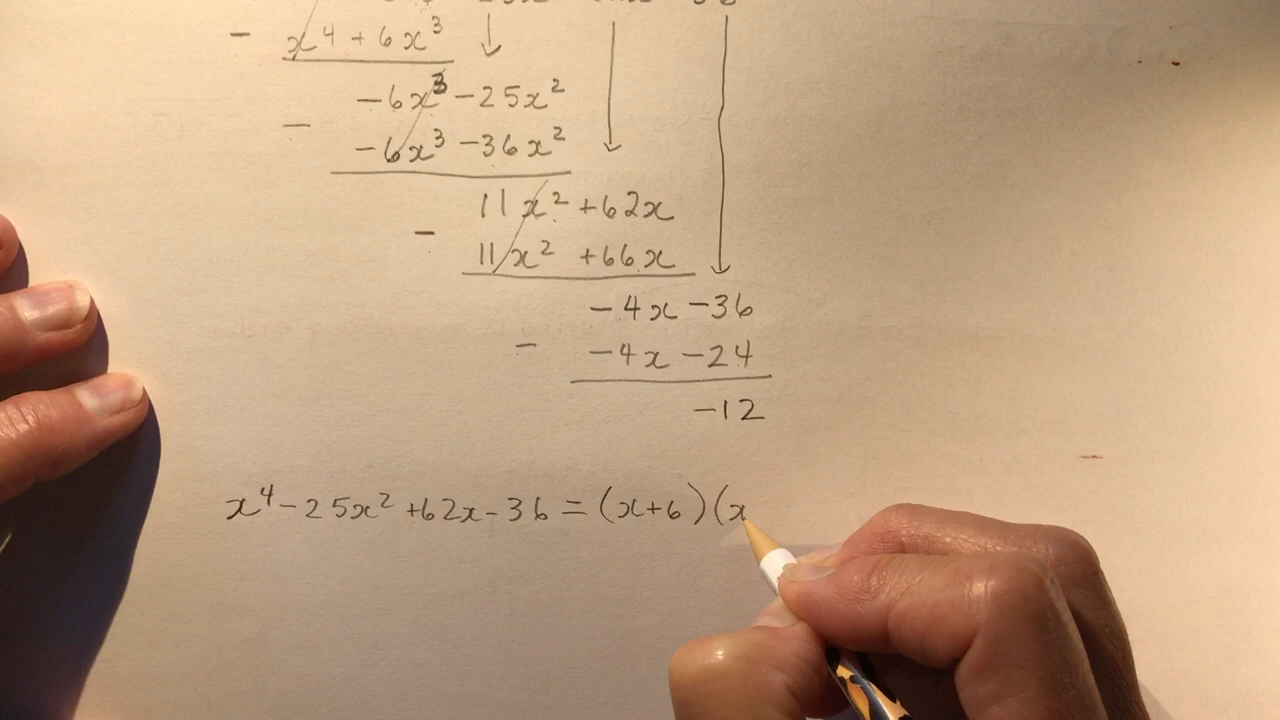 - x⁴ + 6x³
-6x³ -25x²
- -6x³ -36x²
11x² +62x
- 11x² +66x
-4x -36
- -4x -24
-12
x⁴ - 25x² + 62x - 36 = (x+6)(x